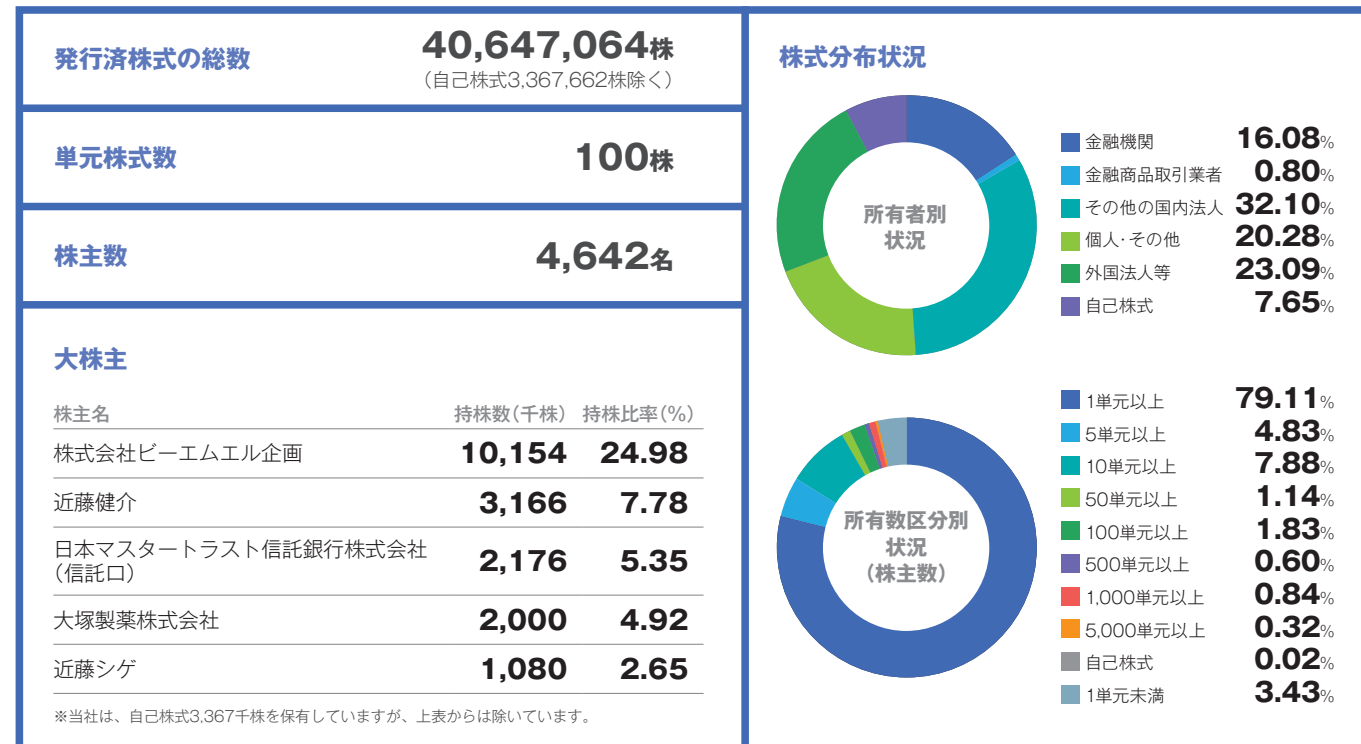 発行済株式の総数
40,647,064株
（自己株式3,367,662株除く）
単元株式数
100株
株主数
4,642名
大株主
株主名 持株数（千株） 持株比率（%）
株式会社ビーエムエル企画 10,154 24.98
近藤健介 3,166 7.78
日本マスタートラスト信託銀行株式会社
（信託口） 2,176 5.35
大塚製薬株式会社 2,000 4.92
近藤シゲ 1,080 2.65
※当社は、自己株式3,367千株を保有していますが、上表からは除いています。
株式分布状況
所有者別
状況
金融機関 16.08%
金融商品取引業者 0.80%
その他の国内法人 32.10%
個人・その他 20.28%
外国法人等 23.09%
自己株式 7.65%
所有数区分別
状況
（株主数）
1単元以上 79.11%
5単元以上 4.83%
10単元以上 7.88%
50単元以上 1.14%
100単元以上 1.83%
500単元以上 0.60%
1,000単元以上 0.84%
5,000単元以上 0.32%
自己株式 0.02%
1単元未満 3.43%